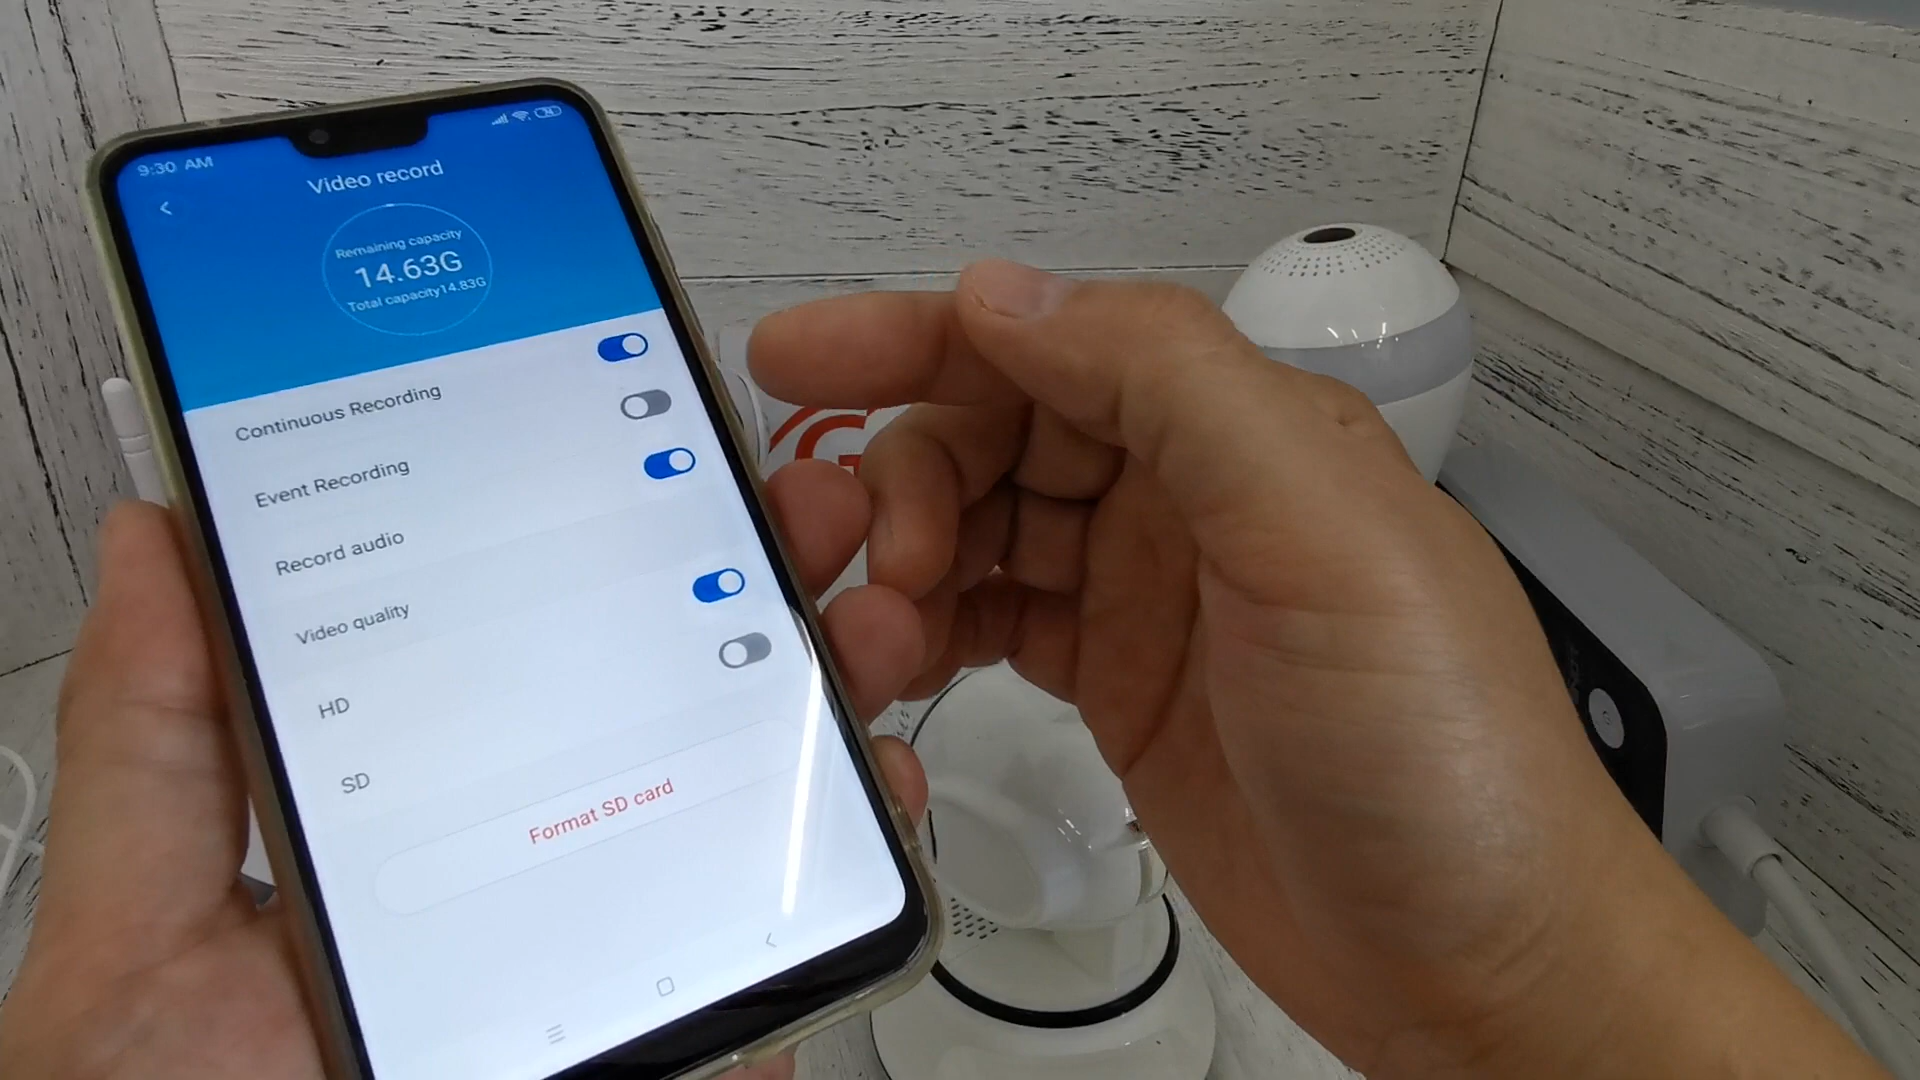 9:30 AM
Video record
Remaining capacity
14.63G
Total capacity14.83G
Continuous Recording
Event Recording
Record audio
Video quality
HD
SD
Format SD card